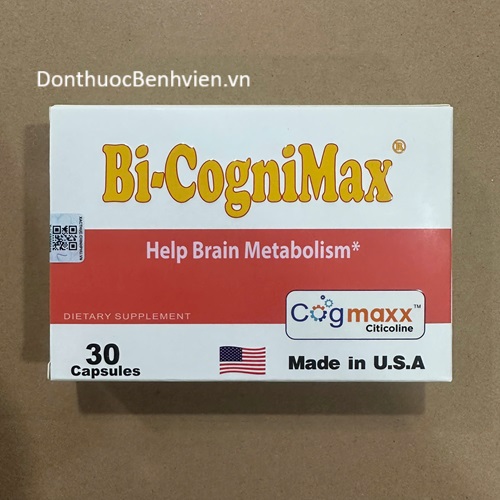 DonthuocBenhvien.vn
Bi-CogniMax®
Help Brain Metabolism*
DIETARY SUPPLEMENT
Cogmaxx™
Citicoline
30
Capsules
Made in U.S.A